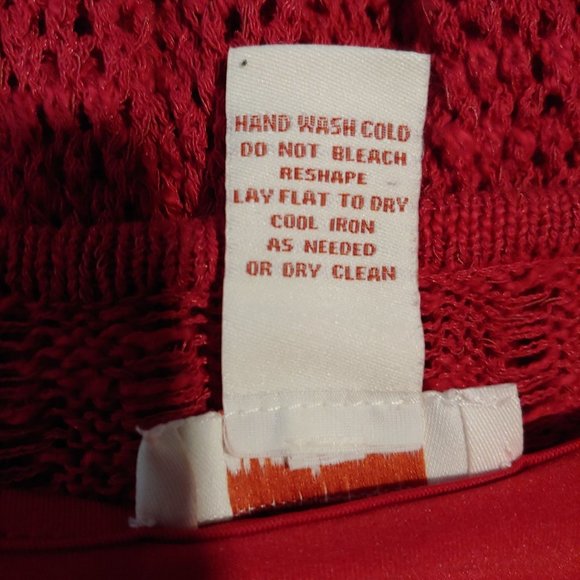 HAND WASH COLD
DO NOT BLEACH
RESHAPE
LAY FLAT TO DRY
COOL IRON
AS NEEDED
OR DRY CLEAN